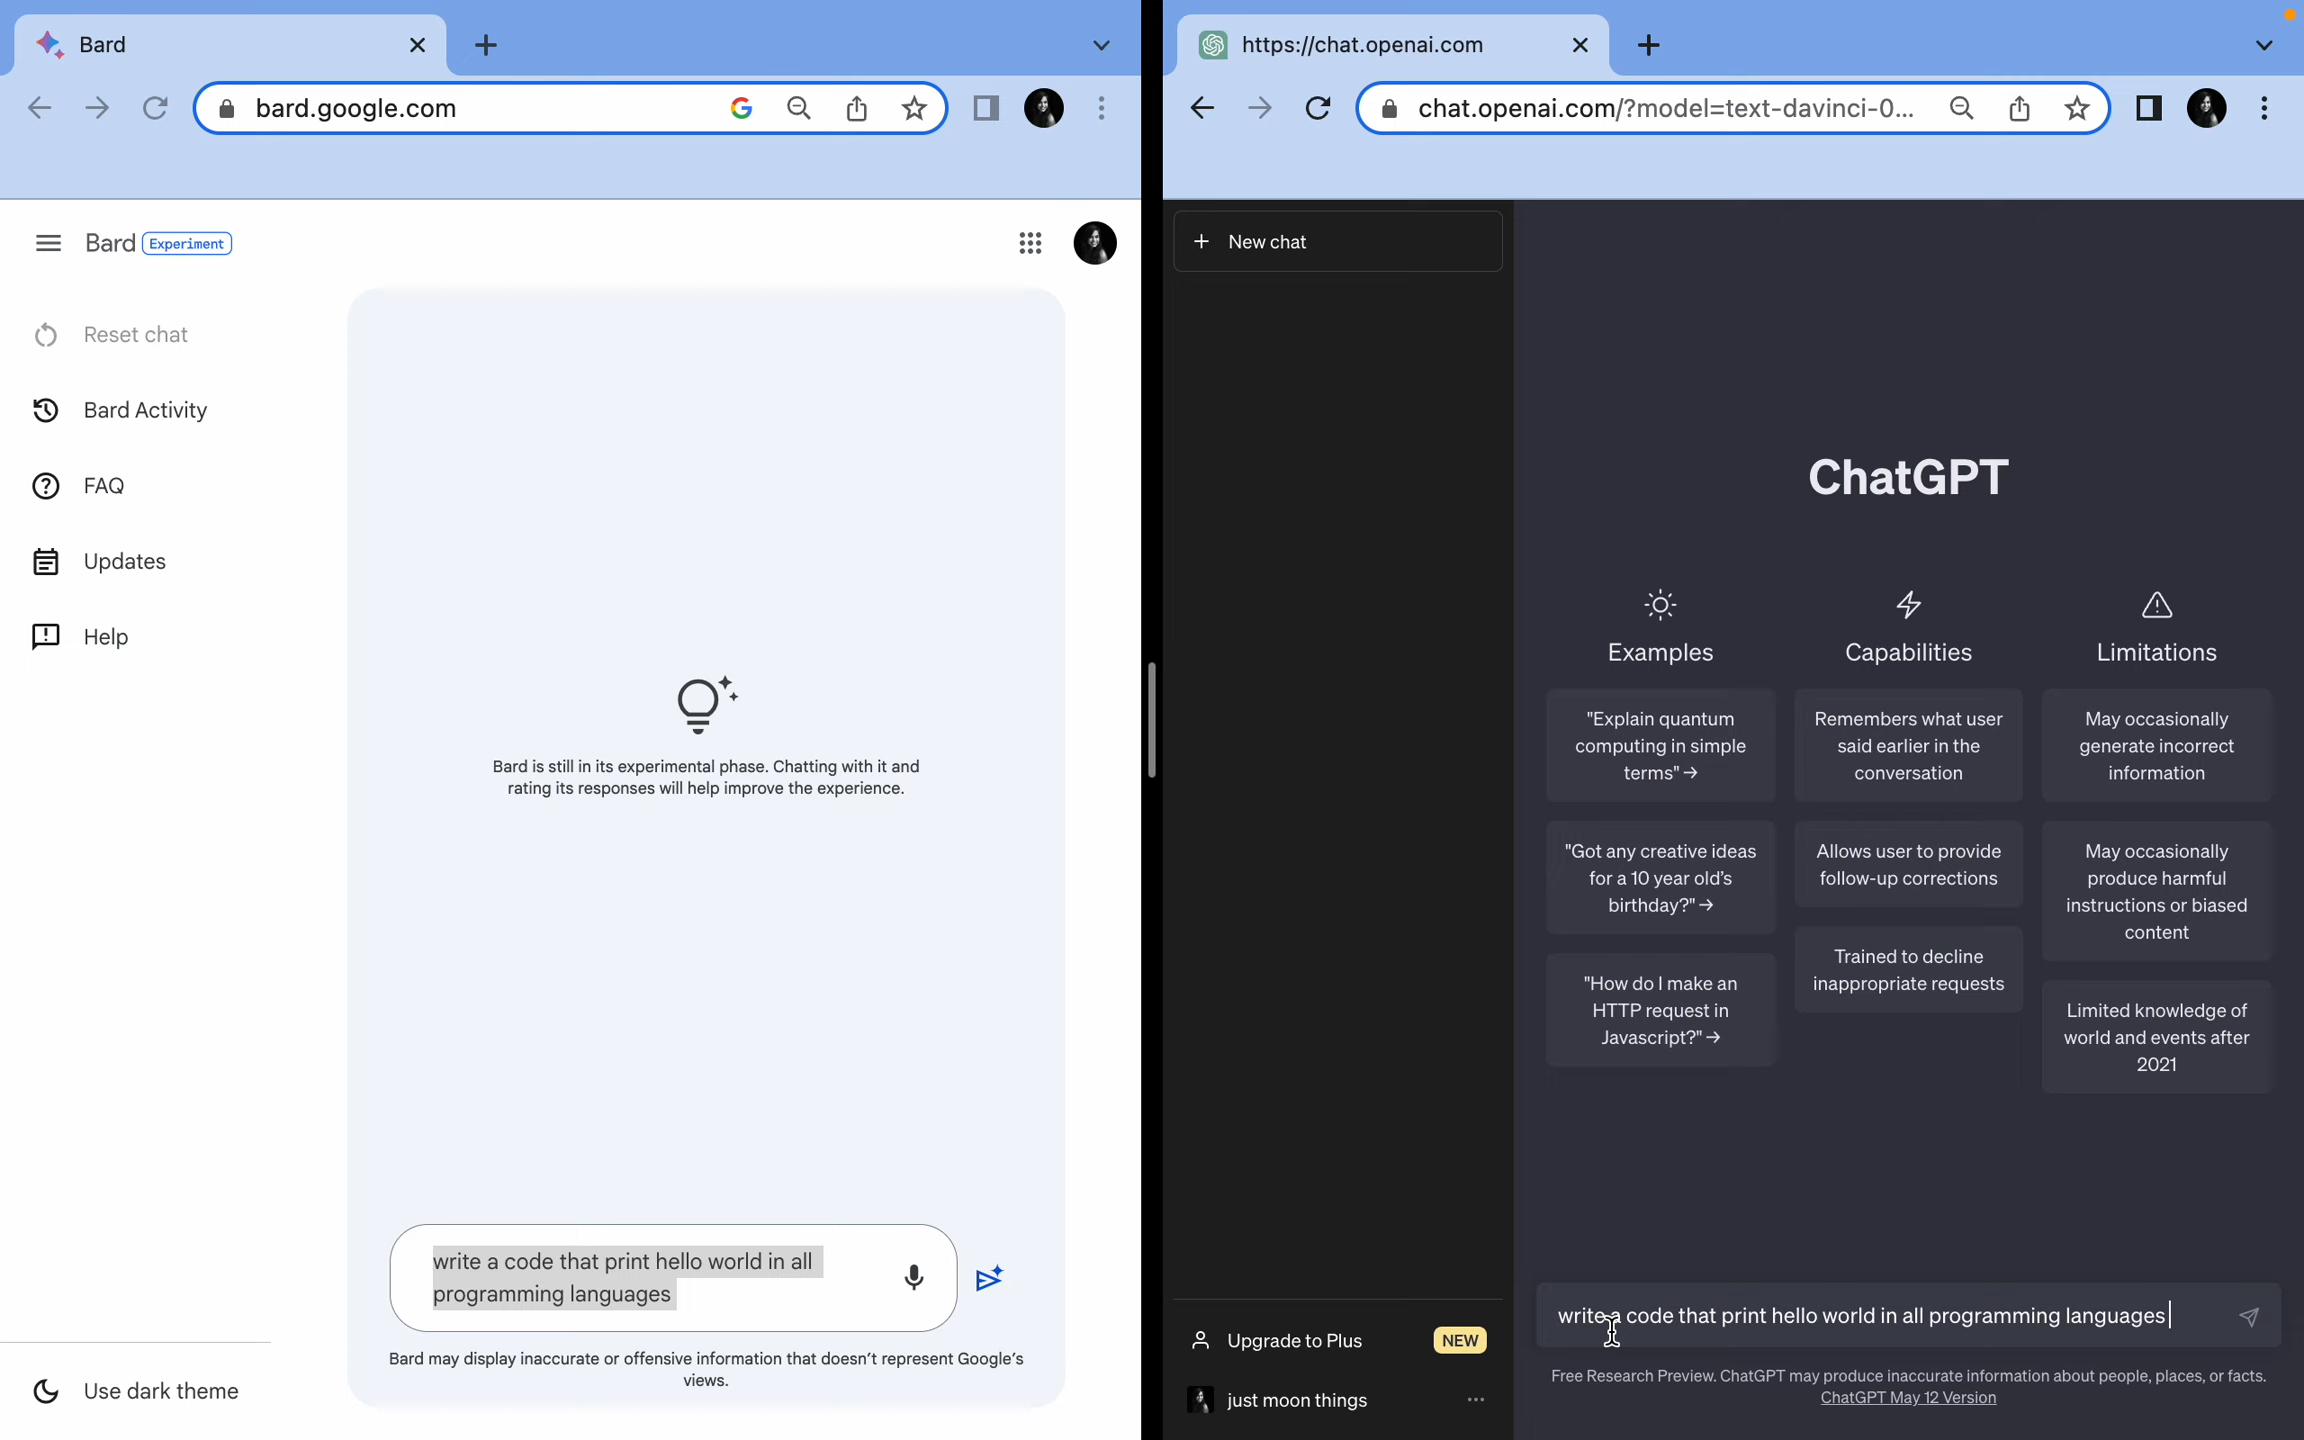 Bard
bard.google.com
Bard Experiment
Reset chat
Bard Activity
FAQ
Updates
Help
Bard is still in its experimental phase. Chatting with it and
rating its responses will help improve the experience.
write a code that print hello world in all
programming languages
Bard may display inaccurate or offensive information that doesn't represent Google's
views.
Use dark theme
https://chat.openai.com
chat.openai.com/?model=text-davinci-0...
New chat
ChatGPT
Examples
"Explain quantum
computing in simple
terms" →
"Got any creative ideas
for a 10 year old's
birthday?" →
"How do I make an
HTTP request in
Javascript?" →
Capabilities
Remembers what user
said earlier in the
conversation
Allows user to provide
follow-up corrections
Trained to decline
inappropriate requests
Limitations
May occasionally
generate incorrect
information
May occasionally
produce harmful
instructions or biased
content
Limited knowledge of
world and events after
2021
Upgrade to Plus NEW
just moon things
write a code that print hello world in all programming languages
Free Research Preview. ChatGPT may produce inaccurate information about people, places, or facts.
ChatGPT May 12 Version